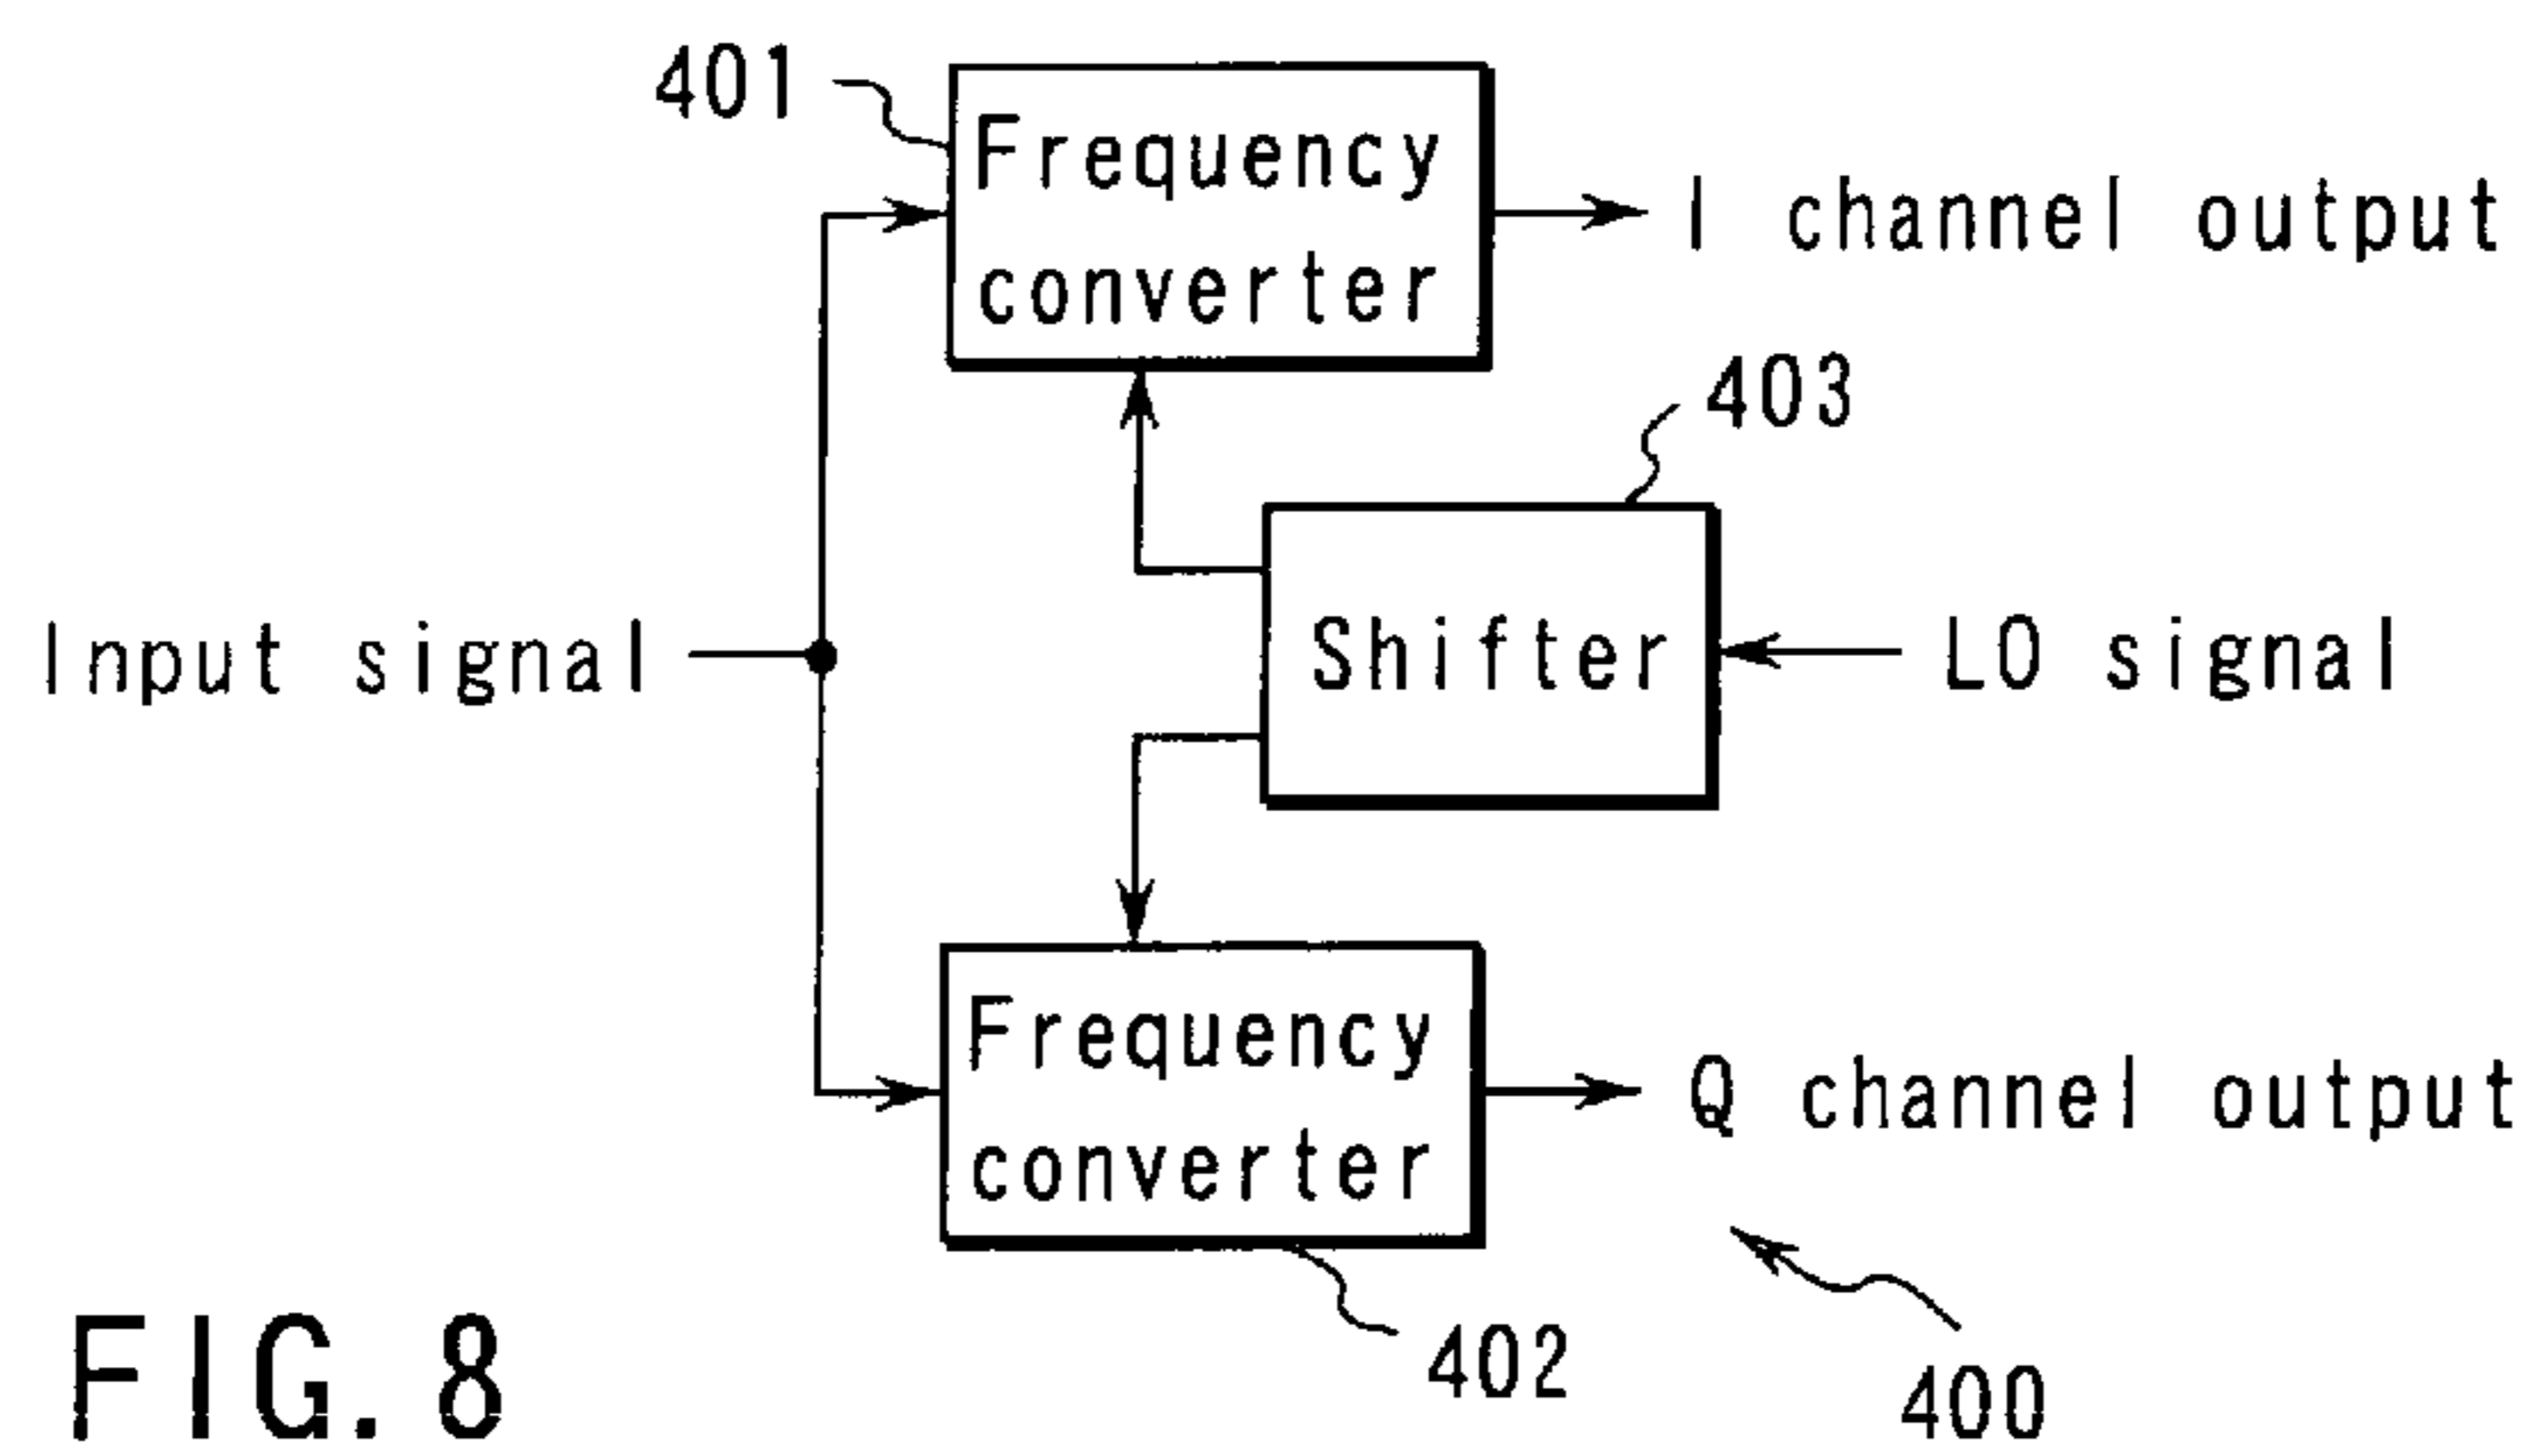 401
Frequency
converter
I channel output
403
Input signal
Shifter
LO signal
Frequency
converter
Q channel output
402
400
FIG. 8